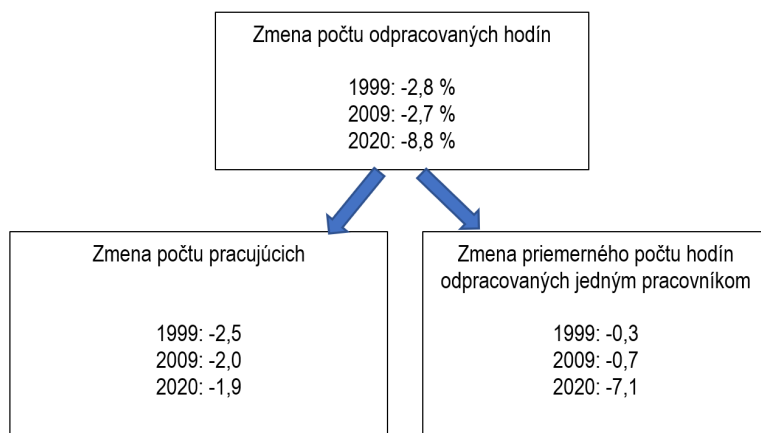 Zmena počtu odpracovaných hodín
1999: -2,8 %
2009: -2,7 %
2020: -8,8 %
Zmena počtu pracujúcich
1999: -2,5
2009: -2,0
2020: -1,9
Zmena priemerného počtu hodín
odpracovaných jedným pracovníkom
1999: -0,3
2009: -0,7
2020: -7,1